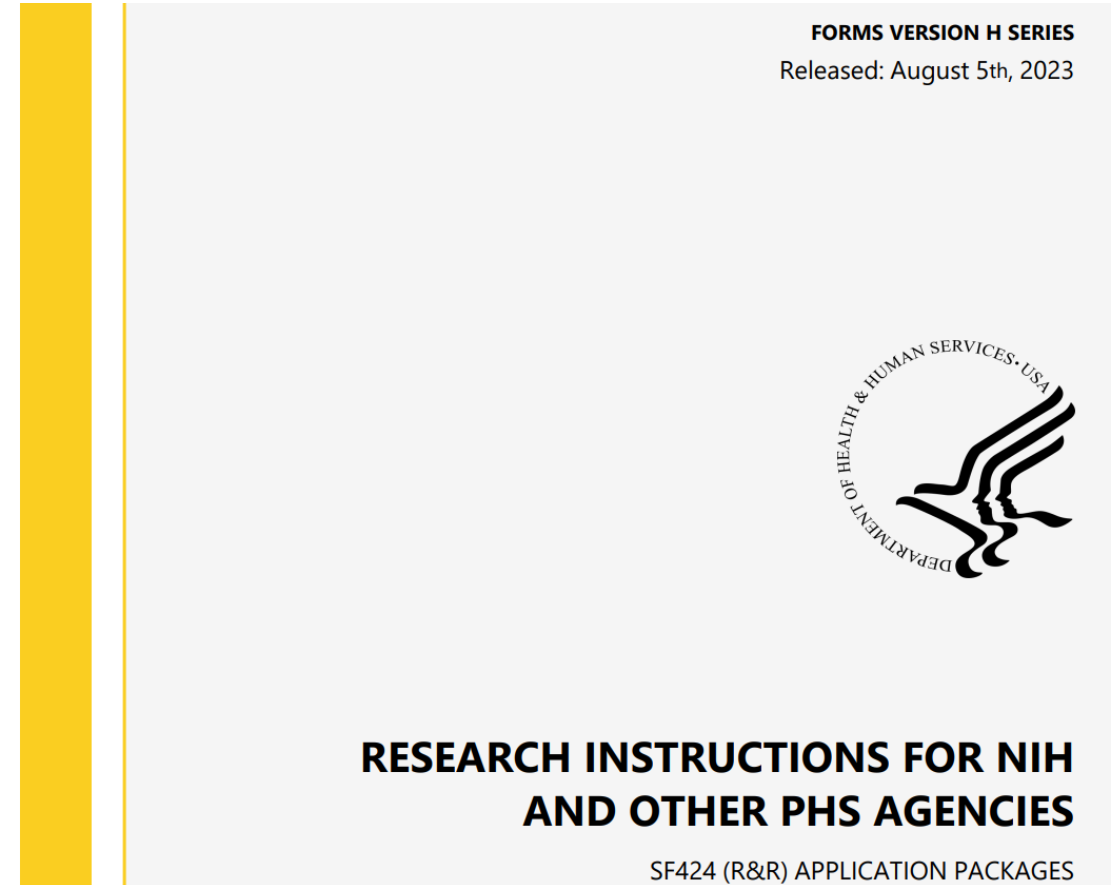 FORMS VERSION H SERIES
Released: August 5th, 2023
DEPARTMENT OF HEALTH & HUMAN SERVICES • USA
RESEARCH INSTRUCTIONS FOR NIH
AND OTHER PHS AGENCIES
SF424 (R&R) APPLICATION PACKAGES